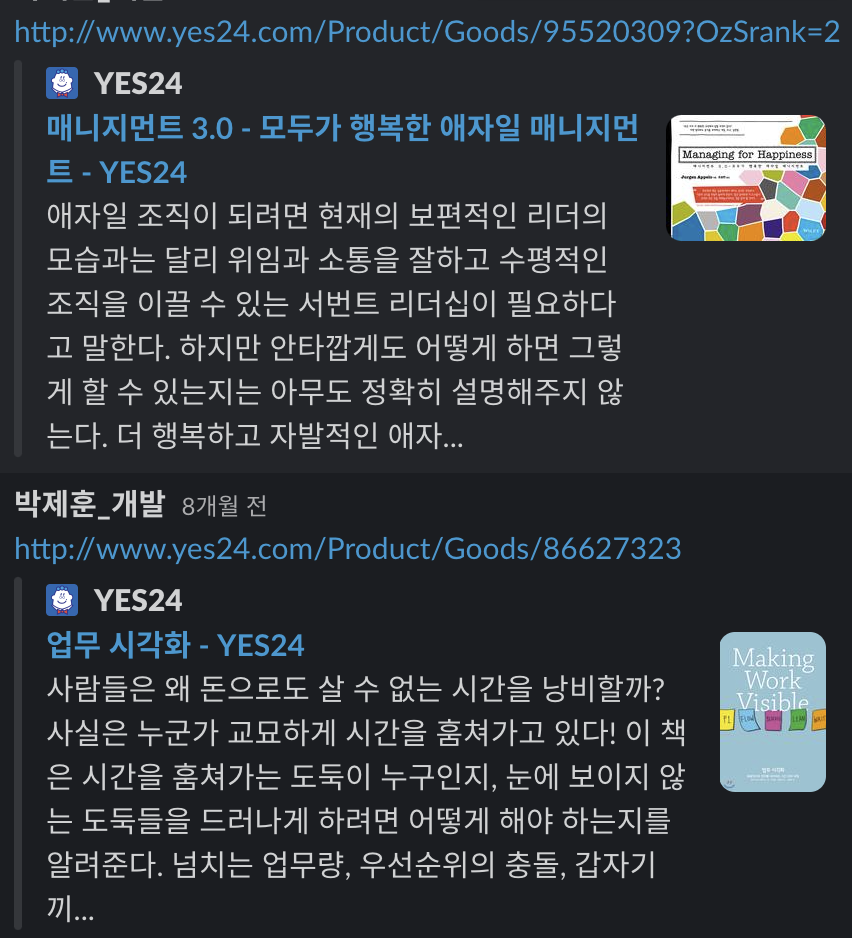 http://www.yes24.com/Product/Goods/95520309?OzSrank=2
YES24
매니지먼트 3.0 - 모두가 행복한 애자일 매니지먼
트 - YES24
애자일 조직이 되려면 현재의 보편적인 리더의
모습과는 달리 위임과 소통을 잘하고 수평적인
조직을 이끌 수 있는 서번트 리더십이 필요하다
고 말한다. 하지만 안타깝게도 어떻게 하면 그렇
게 할 수 있는지는 아무도 정확히 설명해주지 않
는다. 더 행복하고 자발적인 애자...
Managing for Happiness
Jurgen Appelo
WILEY
박제훈_개발 8개월 전
http://www.yes24.com/Product/Goods/86627323
YES24
업무 시각화 - YES24
사람들은 왜 돈으로도 살 수 없는 시간을 낭비할까?
사실은 누군가 교묘하게 시간을 훔쳐가고 있다! 이 책
은 시간을 훔쳐가는 도둑이 누구인지, 눈에 보이지 않
는 도둑들을 드러나게 하려면 어떻게 해야 하는지를
알려준다. 넘치는 업무량, 우선순위의 충돌, 갑자기
끼...
Making
Work
Visible
FLOW
LEAN
업무 시각화